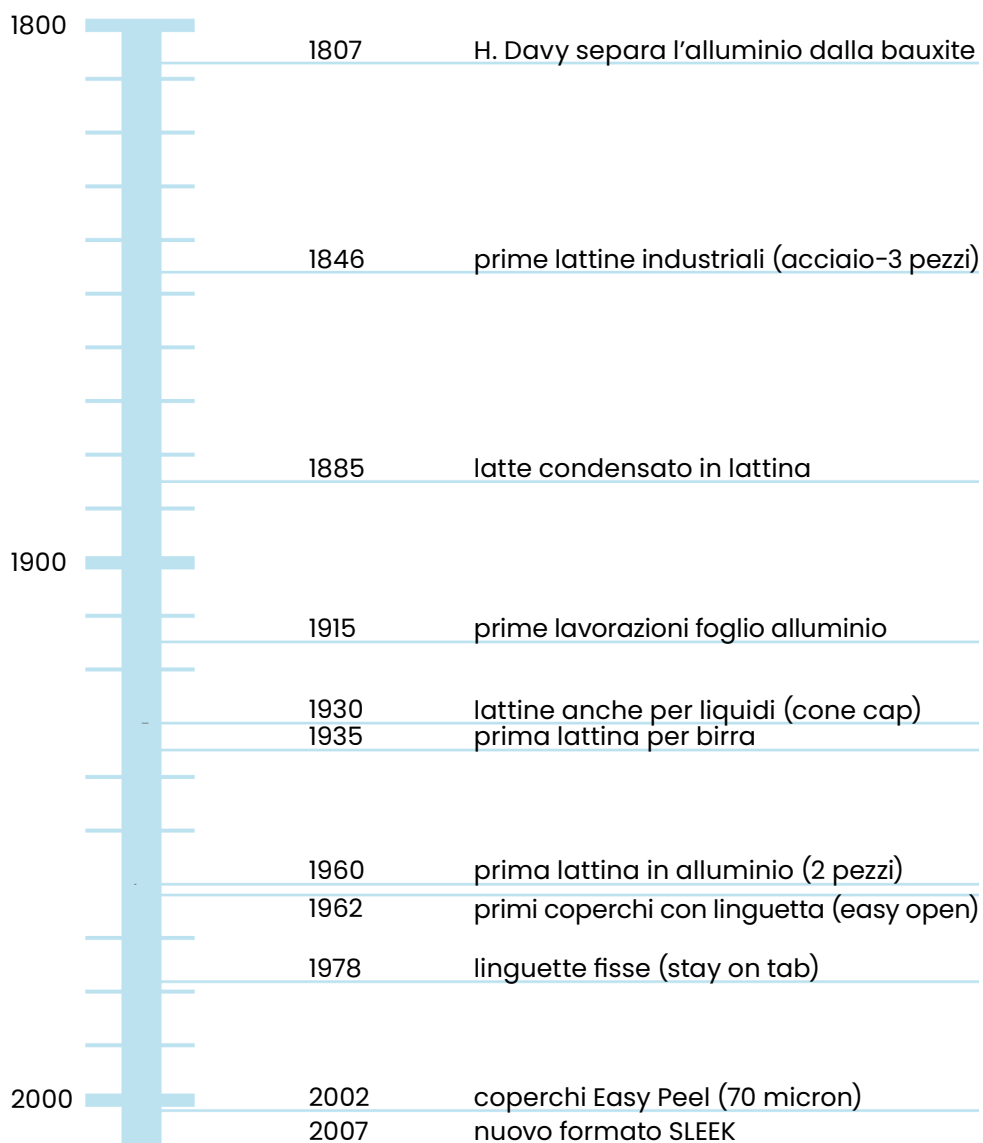 1800
1807 H. Davy separa l’alluminio dalla bauxite
1846 prime lattine industriali (acciaio-3 pezzi)
1885 latte condensato in lattina
1900
1915 prime lavorazioni foglio alluminio
1930 lattine anche per liquidi (cone cap)
1935 prima lattina per birra
1960 prima lattina in alluminio (2 pezzi)
1962 primi coperchi con linguetta (easy open)
1978 linguette fisse (stay on tab)
2000
2002 coperchi Easy Peel (70 micron)
2007 nuovo formato SLEEK